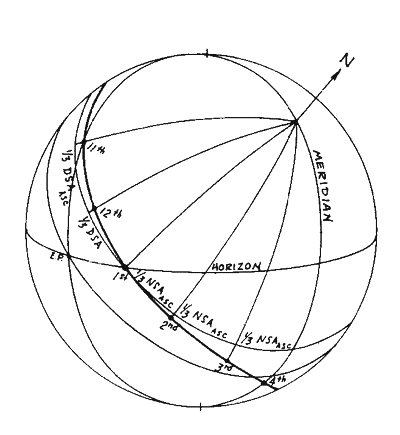 N
11th
1/3 DSA ASC
MERIDIAN
12th
1/3 DSA
E.P.
HORIZON
1st
1/3 NSA ASC
1/3 NSA ASC
2nd
1/3 NSA ASC
3rd
4th